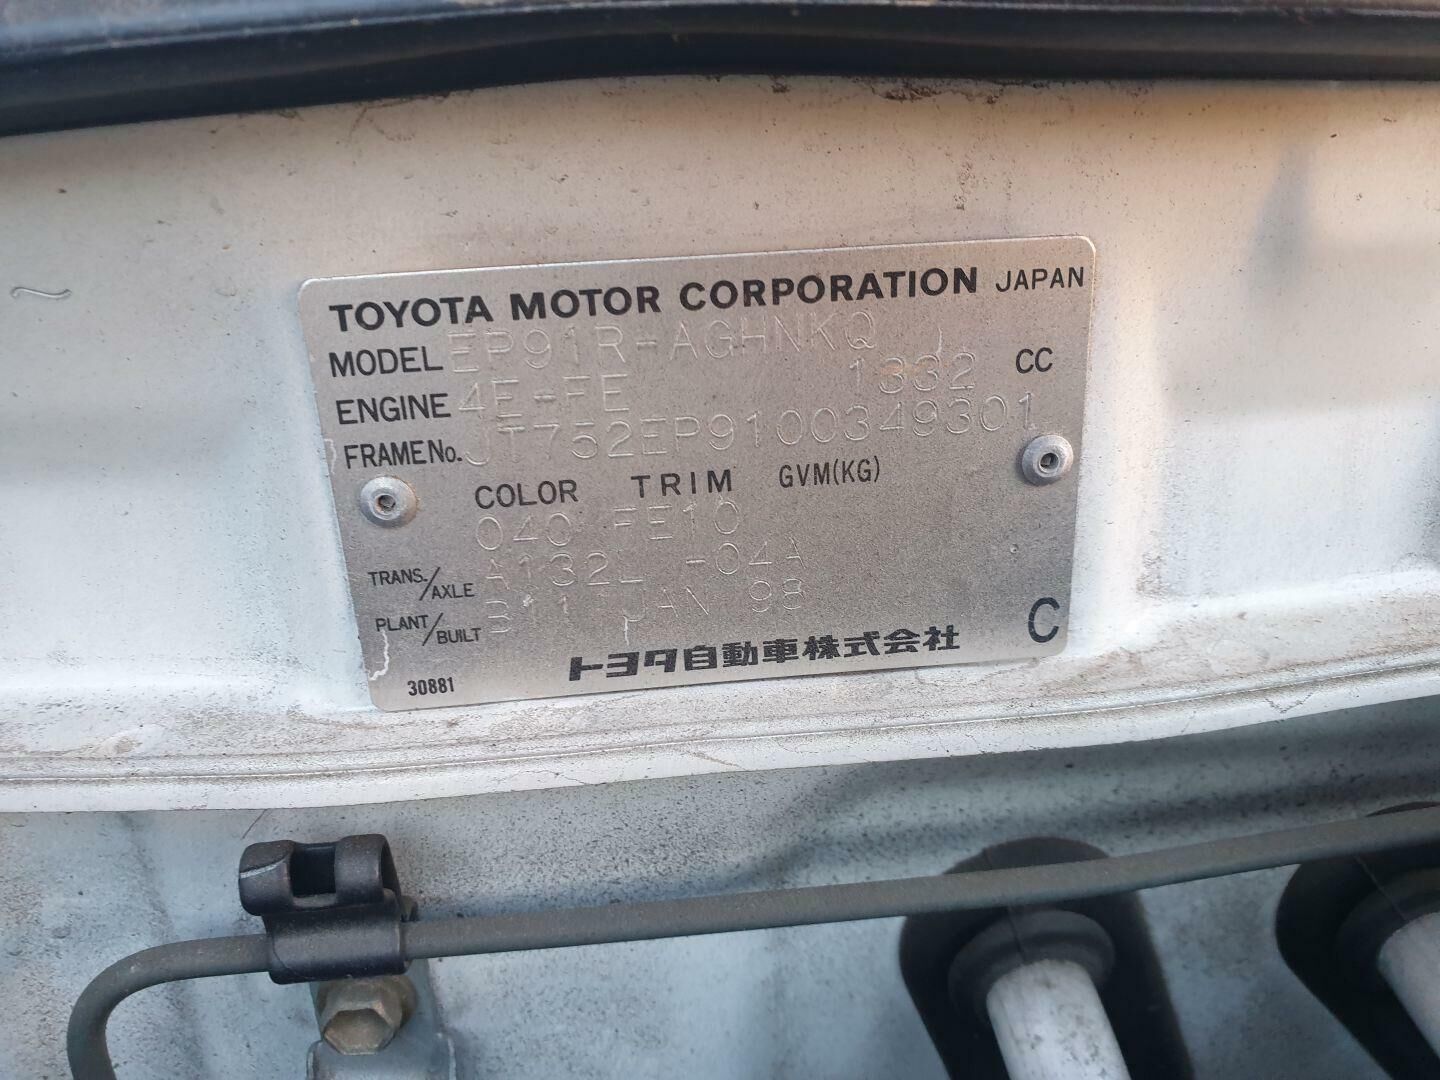 TOYOTA MOTOR CORPORATION JAPAN
MODEL EP91R-AGHNKQ
ENGINE 4E-FE 1332 CC
FRAME No. JT752EP9100349301
COLOR TRIM GVM(KG)
040 FE10
TRANS./AXLE A132L -04A
PLANT/BUILT B11 JAN 98
トヨタ自動車株式会社 C
30881